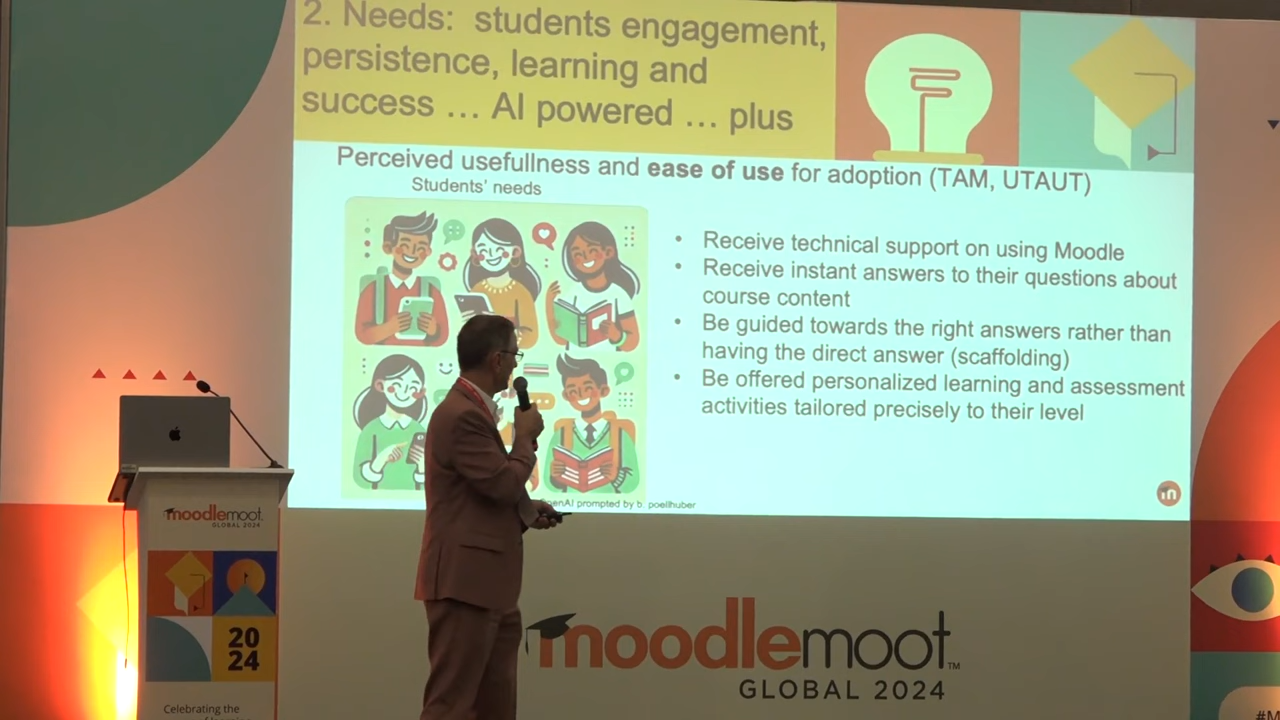 2. Needs: students engagement,
persistence, learning and
success ... AI powered ... plus
Perceived usefullness and ease of use for adoption (TAM, UTAUT)
Students' needs
• Receive technical support on using Moodle
• Receive instant answers to their questions about
course content
• Be guided towards the right answers rather than
having the direct answer (scaffolding)
• Be offered personalized learning and assessment
activities tailored precisely to their level
prompted by b. poellhuber
m
moodlemoot
GLOBAL 2024
20
24
Celebrating the
moodlemoot™
GLOBAL 2024